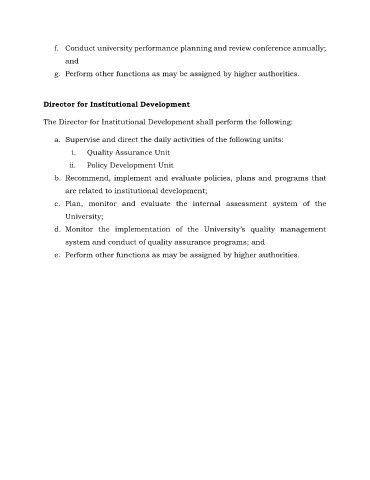 f. Conduct university performance planning and review conference annually;
and
g. Perform other functions as may be assigned by higher authorities.
Director for Institutional Development
The Director for Institutional Development shall perform the following:
a. Supervise and direct the daily activities of the following units:
i. Quality Assurance Unit
ii. Policy Development Unit
b. Recommend, implement and evaluate policies, plans and programs that
are related to institutional development;
c. Plan, monitor and evaluate the internal assessment system of the
University;
d. Monitor the implementation of the University's quality management
system and conduct of quality assurance programs; and
e. Perform other functions as may be assigned by higher authorities.